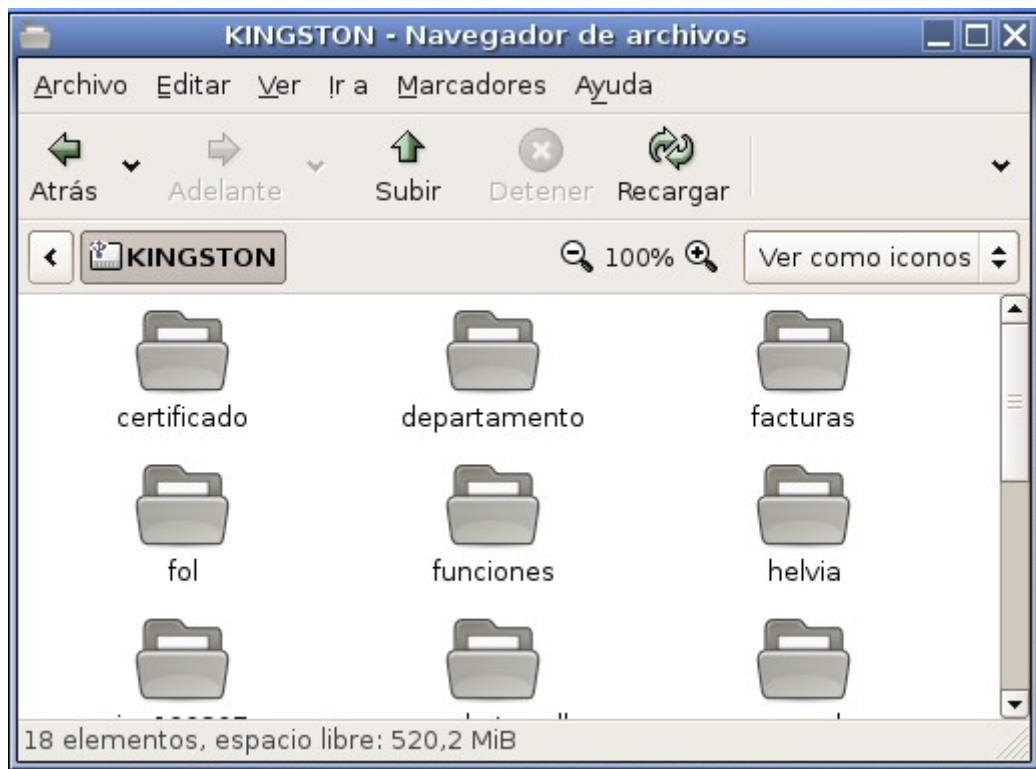 KINGSTON - Navegador de archivos
Archivo Editar Ver Ir a Marcadores Ayuda
Atrás Adelante Subir Detener Recargar
KINGSTON 100% Ver como iconos
certificado departamento facturas
fol funciones helvia
18 elementos, espacio libre: 520,2 MiB